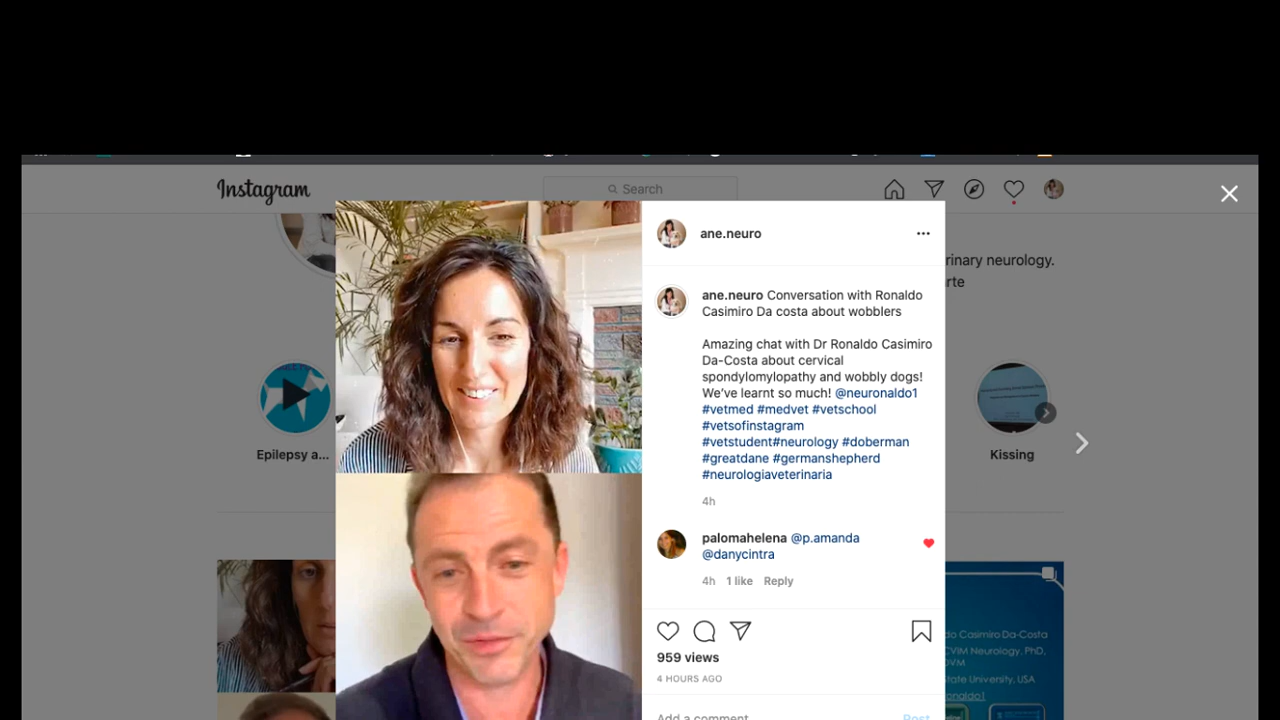 Instagram
Search
rinary neurology.
rte
ane.neuro
ane.neuro Conversation with Ronaldo
Casimiro Da costa about wobblers
Amazing chat with Dr Ronaldo Casimiro
Da-Costa about cervical
spondylomylopathy and wobbly dogs!
We've learnt so much! @neuronaldo1
#vetmed #medvet #vetschool
#vetsofinstagram
#vetstudent#neurology #doberman
#greatdane #germanshepherd
#neurologiaveterinaria
4h
palomahelena @p.amanda
@danycintra
4h 1 like Reply
959 views
4 HOURS AGO
Add a comment
Post
Epilepsy a...
Kissing
do Casimiro Da-Costa
CVIM Neurology, PhD,
DVM
State University, USA
onaldo1